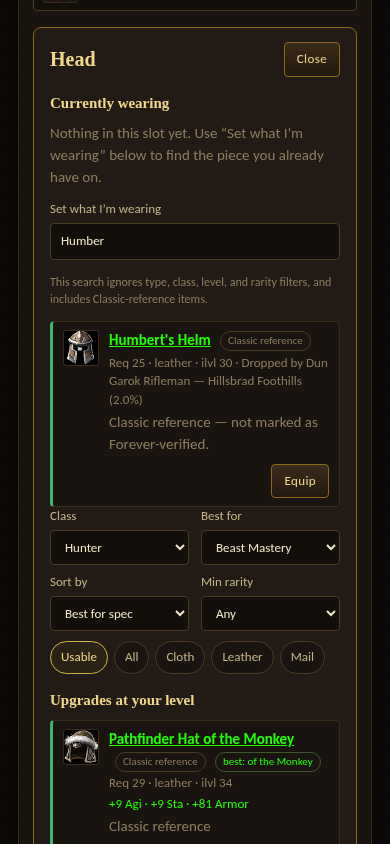 Head
Close
Currently wearing
Nothing in this slot yet. Use “Set what I’m
wearing” below to find the piece you already
have on.
Set what I’m wearing
Humber
This search ignores type, class, level, and rarity filters, and
includes Classic-reference items.
Humbert's Helm Classic reference
Req 25 · leather · ilvl 30 · Dropped by Dun
Garok Rifleman — Hillsbrad Foothills
(2.0%)
Classic reference — not marked as
Forever-verified.
Equip
Class Best for
Hunter Beast Mastery
Sort by Min rarity
Best for spec Any
Usable All Cloth Leather Mail
Upgrades at your level
Pathfinder Hat of the Monkey
Classic reference best: of the Monkey
Req 29 · leather · ilvl 34
+9 Agi · +9 Sta · +81 Armor
Classic reference